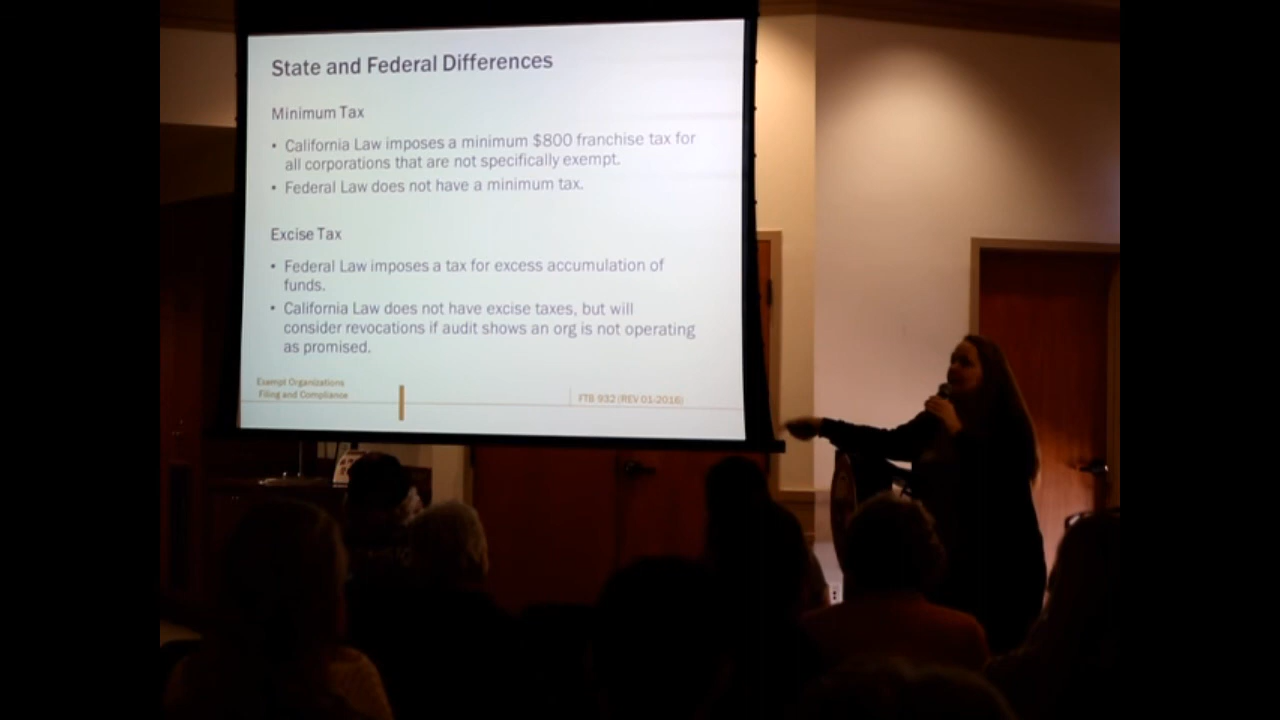 State and Federal Differences
Minimum Tax
• California Law imposes a minimum $800 franchise tax for
all corporations that are not specifically exempt.
• Federal Law does not have a minimum tax.
Excise Tax
• Federal Law imposes a tax for excess accumulation of
funds.
• California Law does not have excise taxes, but will
consider revocations if audit shows an org is not operating
as promised.
Exempt Organizations
Filing and Compliance
FTB 932 (REV 01-2016)